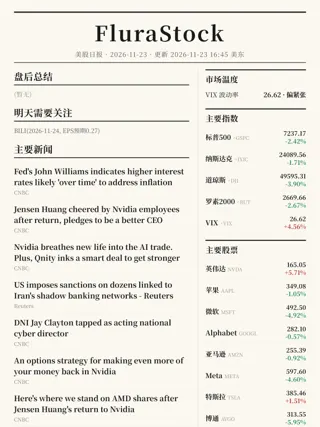 FluraStock
美股日报 · 2026-11-23 · 更新 2026-11-23 16:45 美东
盘后总结
(暂无)
明天需要关注
BILI(2026-11-24, EPS预期0.27)
主要新闻
Fed's John Williams indicates higher interest
rates likely 'over time' to address inflation
CNBC
Jensen Huang cheered by Nvidia employees
after return, pledges to be a better CEO
CNBC
Nvidia breathes new life into the AI trade.
Plus, Qnity inks a smart deal to get stronger
CNBC
US imposes sanctions on dozens linked to
Iran's shadow banking networks - Reuters
Reuters
DNI Jay Clayton tapped as acting national
cyber director
CNBC
An options strategy for making even more of
your money back in Nvidia
CNBC
Here's where we stand on AMD shares after
Jensen Huang's return to Nvidia
CNBC
市场温度
VIX 波动率 26.62 · 偏紧张
主要指数
标普500 ^GSPC 7237.17
-2.42%
纳斯达克 ^IXIC 24089.56
-1.71%
道琼斯 ^DJI 49595.31
-3.90%
罗素2000 ^RUT 2669.66
-2.67%
VIX ^VIX 26.62
+4.56%
主要股票
英伟达 NVDA 165.05
+5.71%
苹果 AAPL 349.08
-1.05%
微软 MSFT 492.50
-4.92%
Alphabet GOOGL 282.10
-0.57%
亚马逊 AMZN 255.39
-0.92%
Meta META 597.60
-4.60%
特斯拉 TSLA 385.46
+1.51%
博通 AVGO 313.55
-5.95%